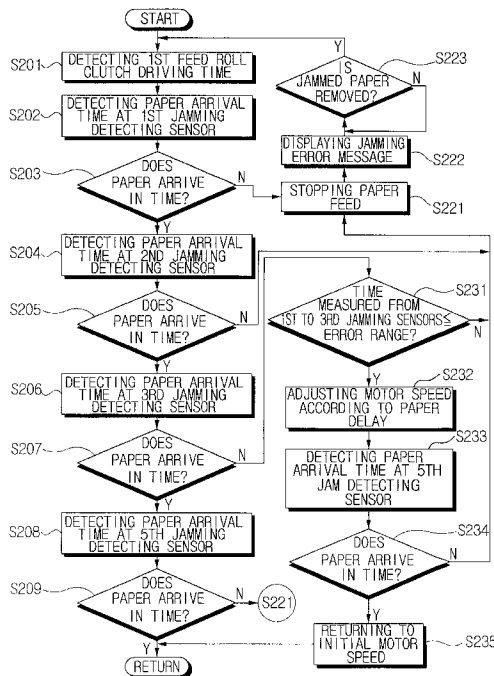 START
S201
DETECTING 1ST FEED ROLL
CLUTCH DRIVING TIME
S202
DETECTING PAPER ARRIVAL
TIME AT 1ST JAMMING
DETECTING SENSOR
S203
DOES
PAPER ARRIVE
IN TIME?
N
Y
S204
DETECTING PAPER ARRIVAL
TIME AT 2ND JAMMING
DETECTING SENSOR
S205
DOES
PAPER ARRIVE
IN TIME?
N
Y
S206
DETECTING PAPER ARRIVAL
TIME AT 3RD JAMMING
DETECTING SENSOR
S207
DOES
PAPER ARRIVE
IN TIME?
N
Y
S208
DETECTING PAPER ARRIVAL
TIME AT 5TH JAMMING
DETECTING SENSOR
S209
DOES
PAPER ARRIVE
IN TIME?
N
S221
Y
RETURN
Y
S223
IS
JAMMED PAPER
REMOVED?
N
DISPLAYING JAMMING
ERROR MESSAGE
S222
STOPPING PAPER
FEED
S221
S231
TIME
MEASURED FROM
1ST TO 3RD JAMMING SENSORS≤
ERROR RANGE?
N
Y
S232
ADJUSTING MOTOR SPEED
ACCORDING TO PAPER
DELAY
S233
DETECTING PAPER
ARRIVAL TIME AT 5TH
JAM DETECTING
SENSOR
S234
DOES
PAPER ARRIVE
IN TIME?
N
Y
RETURNING TO
INITIAL MOTOR
SPEED
S235